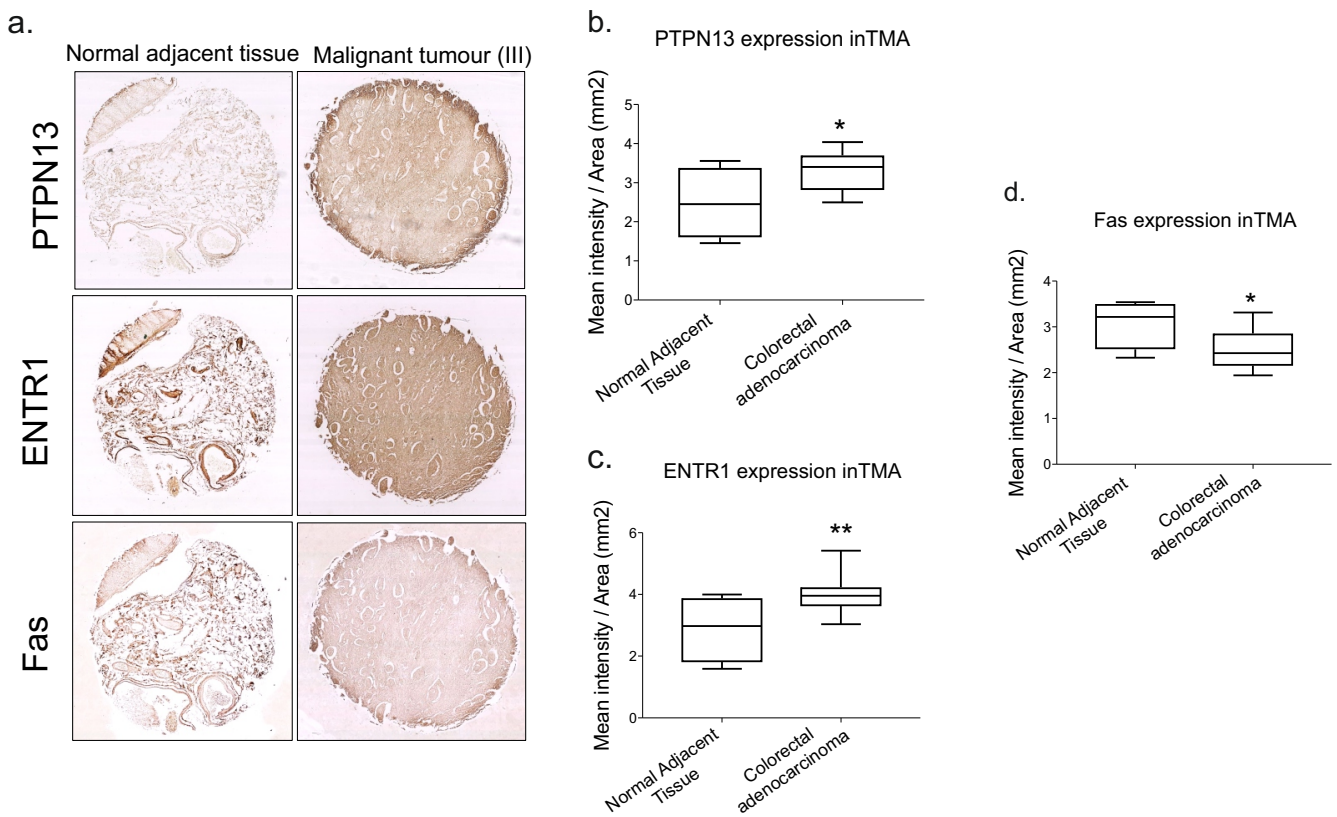 a.
Normal adjacent tissue
Malignant tumour (III)
PTPN13
ENTR1
Fas
b.
PTPN13 expression inTMA
Mean intensity / Area (mm2)
5
4
3
2
1
0
*
Normal Adjacent
Tissue
Colorectal
adenocarcinoma
c.
ENTR1 expression inTMA
Mean intensity / Area (mm2)
6
4
2
0
**
Normal Adjacent
Tissue
Colorectal
adenocarcinoma
d.
Fas expression inTMA
Mean intensity / Area (mm2)
4
3
2
1
0
*
Normal Adjacent
Tissue
Colorectal
adenocarcinoma